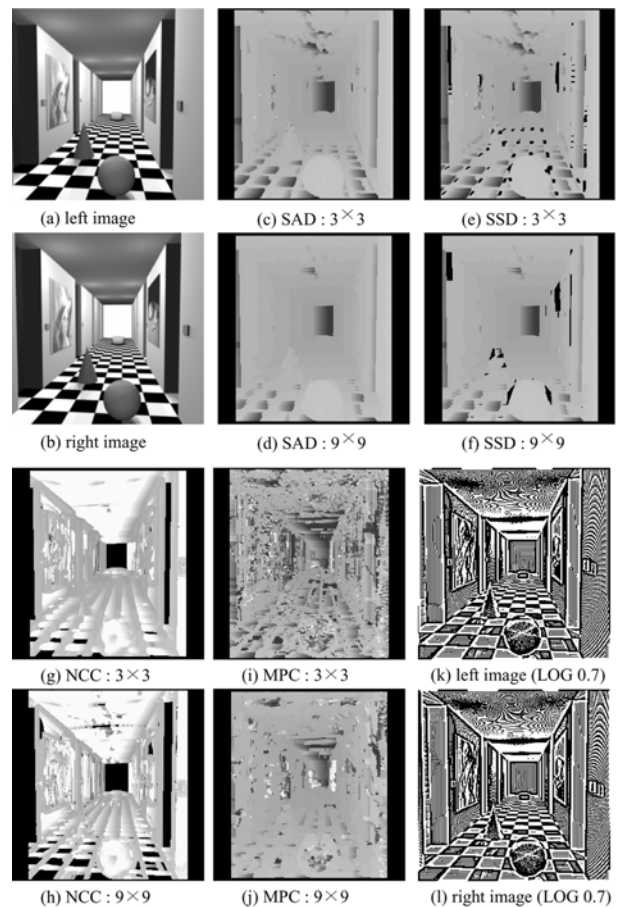 (a) left image
(c) SAD : 3×3
(e) SSD : 3×3
(b) right image
(d) SAD : 9×9
(f) SSD : 9×9
(g) NCC : 3×3
(i) MPC : 3×3
(k) left image (LOG 0.7)
(h) NCC : 9×9
(j) MPC : 9×9
(l) right image (LOG 0.7)